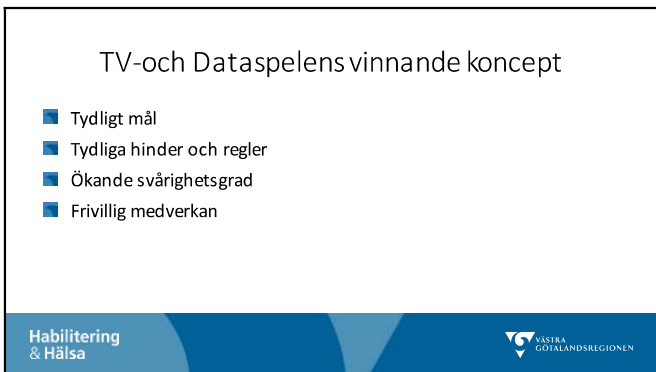 TV-och Dataspelens vinnande koncept
Tydligt mål
Tydliga hinder och regler
Ökande svårighetsgrad
Frivillig medverkan
Habilitering
& Hälsa
VÄSTRA
GÖTALANDSREGIONEN